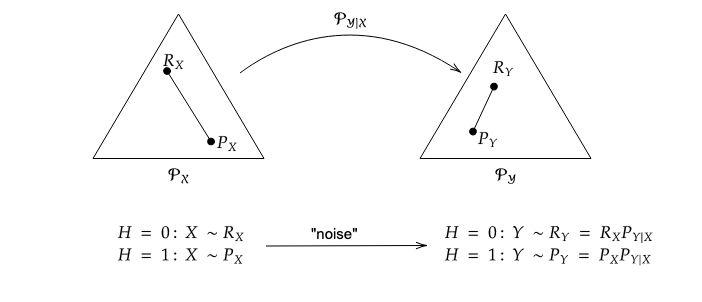 𝒫_{𝒴|X}
R_X
P_X
R_Y
P_Y
𝒫_X
𝒫_𝒴
H = 0: X ~ R_X
H = 1: X ~ P_X
"noise"
H = 0: Y ~ R_Y = R_X P_{Y|X}
H = 1: Y ~ P_Y = P_X P_{Y|X}